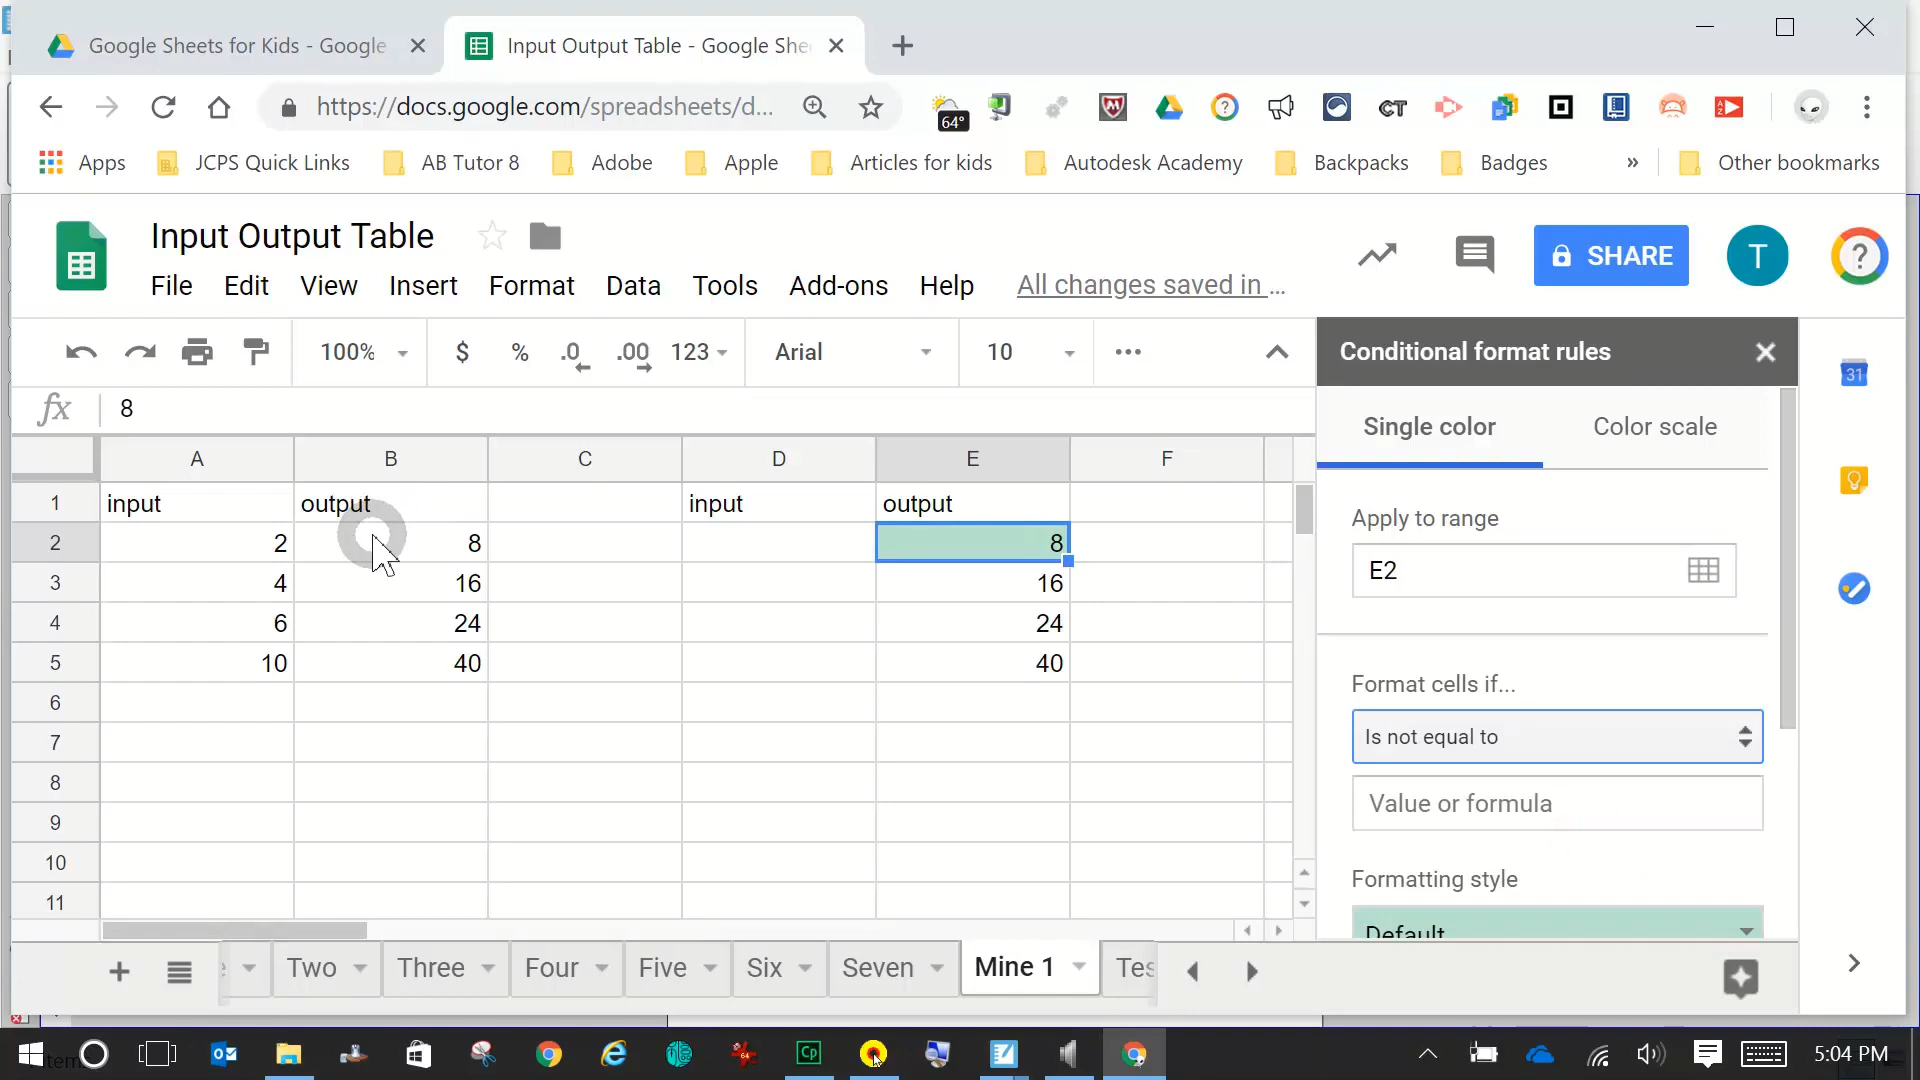 Google Sheets for Kids - Google
Input Output Table - Google She
https://docs.google.com/spreadsheets/d...
64°
CT
Apps
JCPS Quick Links
AB Tutor 8
Adobe
Apple
Articles for kids
Autodesk Academy
Backpacks
Badges
»
Other bookmarks
Input Output Table
SHARE
T
?
File Edit View Insert Format Data Tools Add-ons Help All changes saved in ...
100% $ % .0 .00 123 Arial 10
Conditional format rules
31
fx 8
Single color Color scale
A B C D E F
1 input output input output
2 2 8 8
3 4 16 16
4 6 24 24
5 10 40 40
6
7
8
9
10
11
Apply to range
E2
Format cells if...
Is not equal to
Value or formula
Formatting style
Default
Two Three Four Five Six Seven Mine 1 Tes
Cp
64
5:04 PM